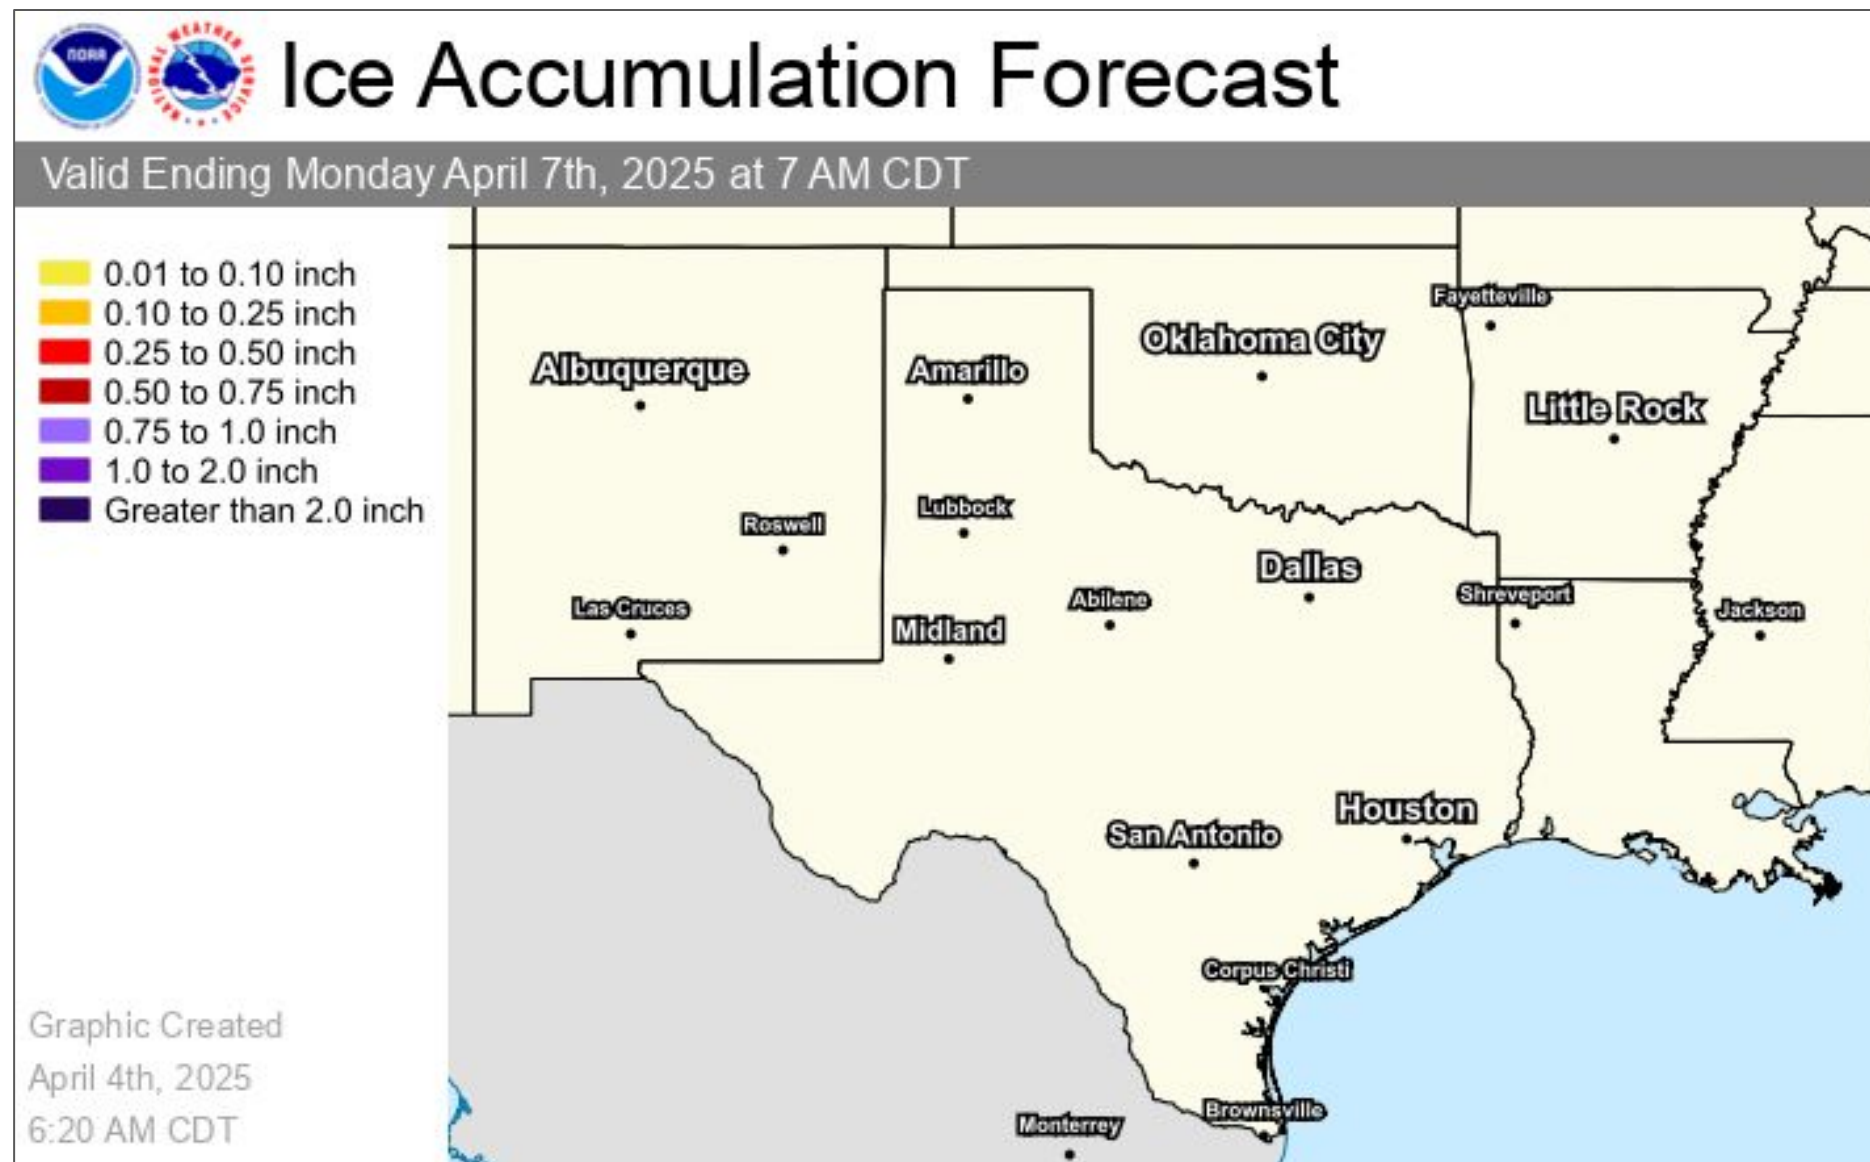 NOAA
NATIONAL WEATHER SERVICE
Ice Accumulation Forecast
Valid Ending Monday April 7th, 2025 at 7 AM CDT
0.01 to 0.10 inch
0.10 to 0.25 inch
0.25 to 0.50 inch
0.50 to 0.75 inch
0.75 to 1.0 inch
1.0 to 2.0 inch
Greater than 2.0 inch
Fayetteville
Oklahoma City
Albuquerque
Amarillo
Little Rock
Lubbock
Roswell
Dallas
Shreveport
Abilene
Las Cruces
Jackson
Midland
Houston
San Antonio
Corpus Christi
Brownsville
Monterrey
Graphic Created
April 4th, 2025
6:20 AM CDT